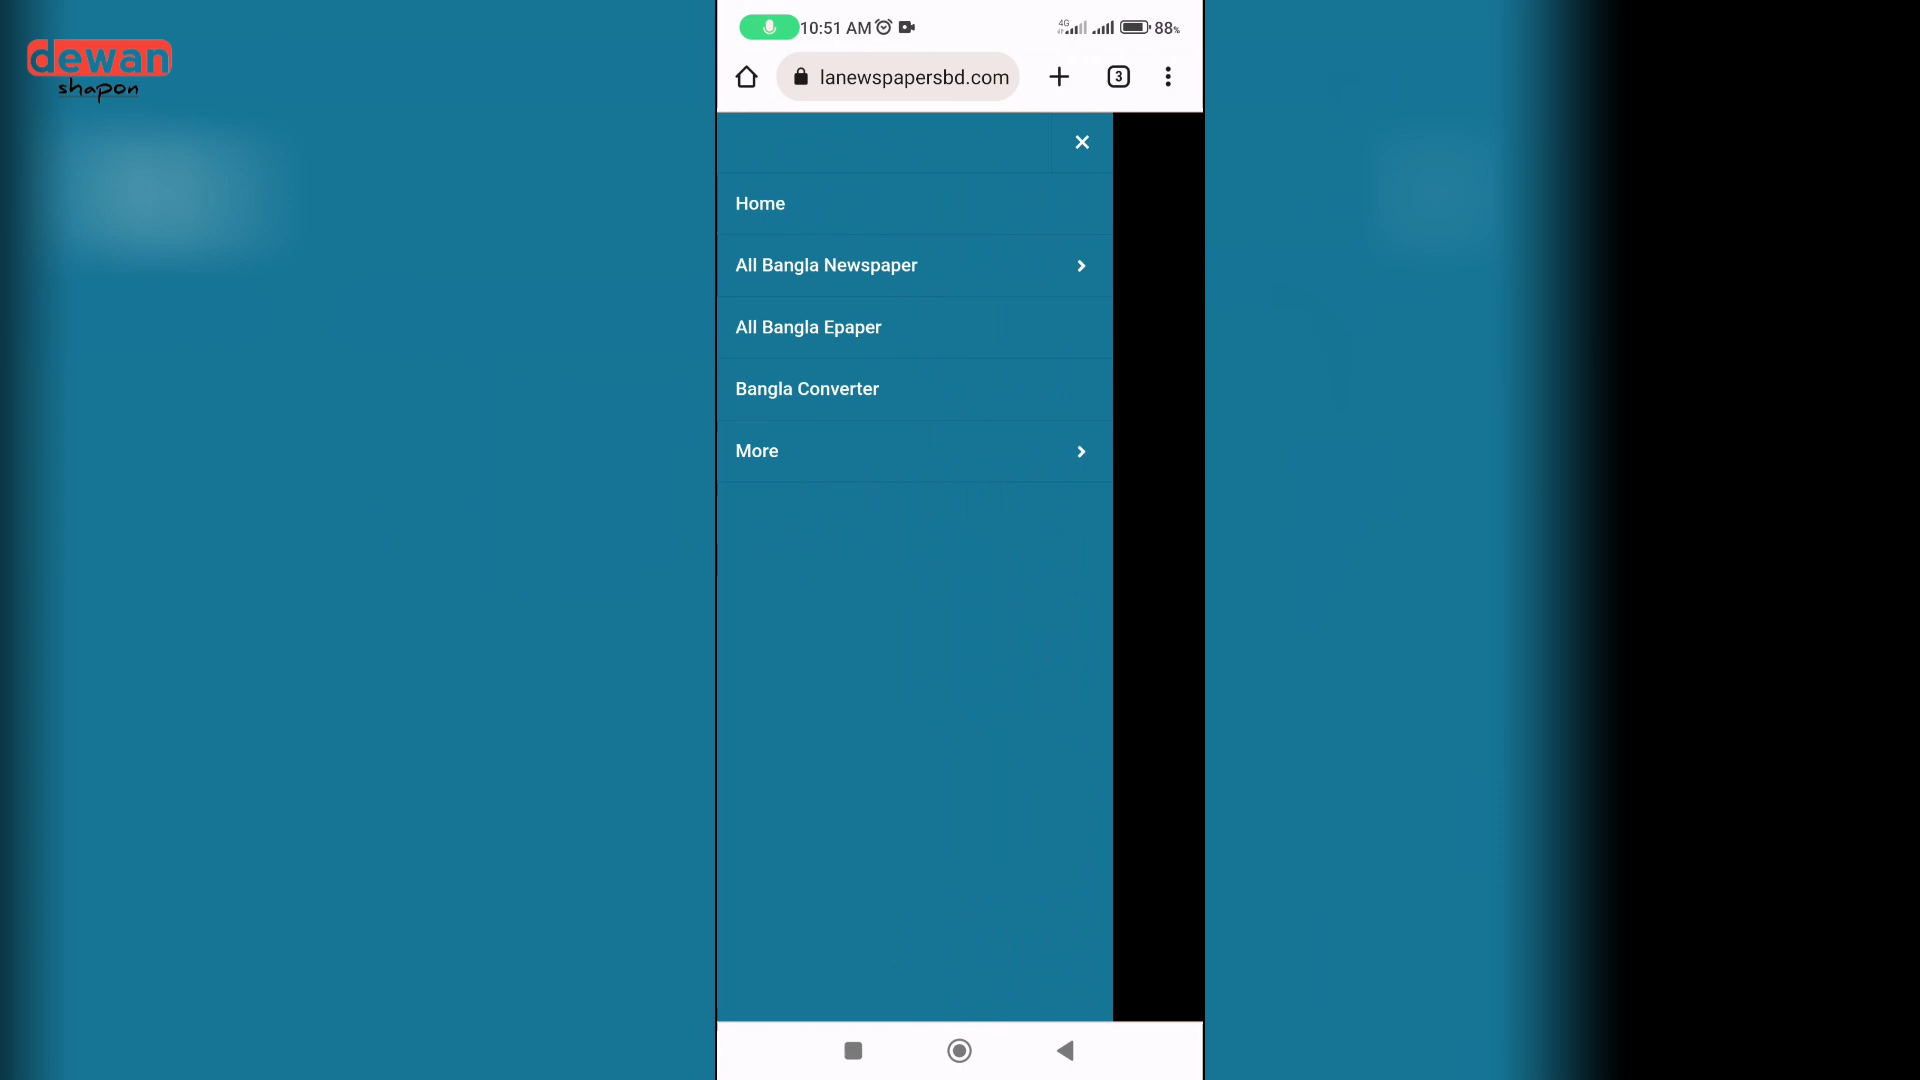 dewan
shapon
10:51 AM
4G
88%
lanewspapersbd.com
3
Home
All Bangla Newspaper
All Bangla Epaper
Bangla Converter
More